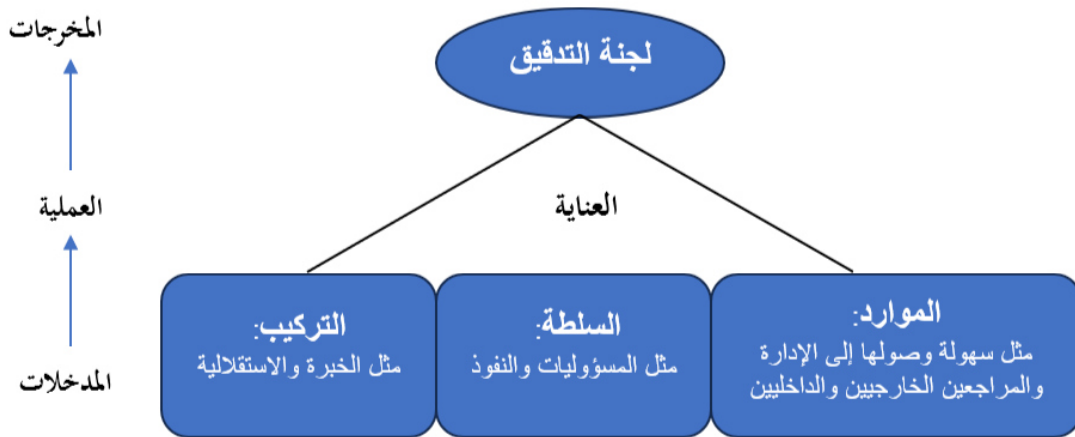 المخرجات
لجنة التدقيق
العملية
العناية
الموارد:
مثل سهولة وصولها إلى الإدارة
والمراجعين الخارجيين والداخليين
السلطة:
مثل المسؤوليات والنفوذ
التركيب:
مثل الخبرة والاستقلالية
المدخلات